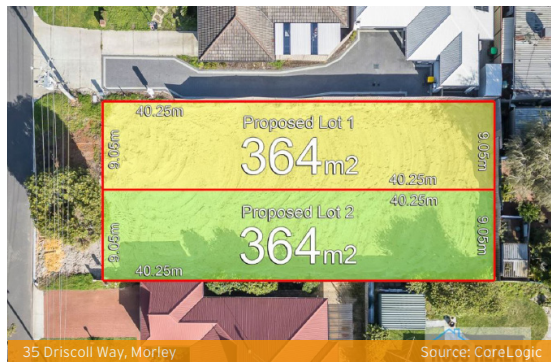 40.25m
Proposed Lot 1
9.05m
364m2
9.05m
40.25m
40.25m
Proposed Lot 2
9.05m
364m2
9.05m
40.25m
35 Driscoll Way, Morley
Source: CoreLogic